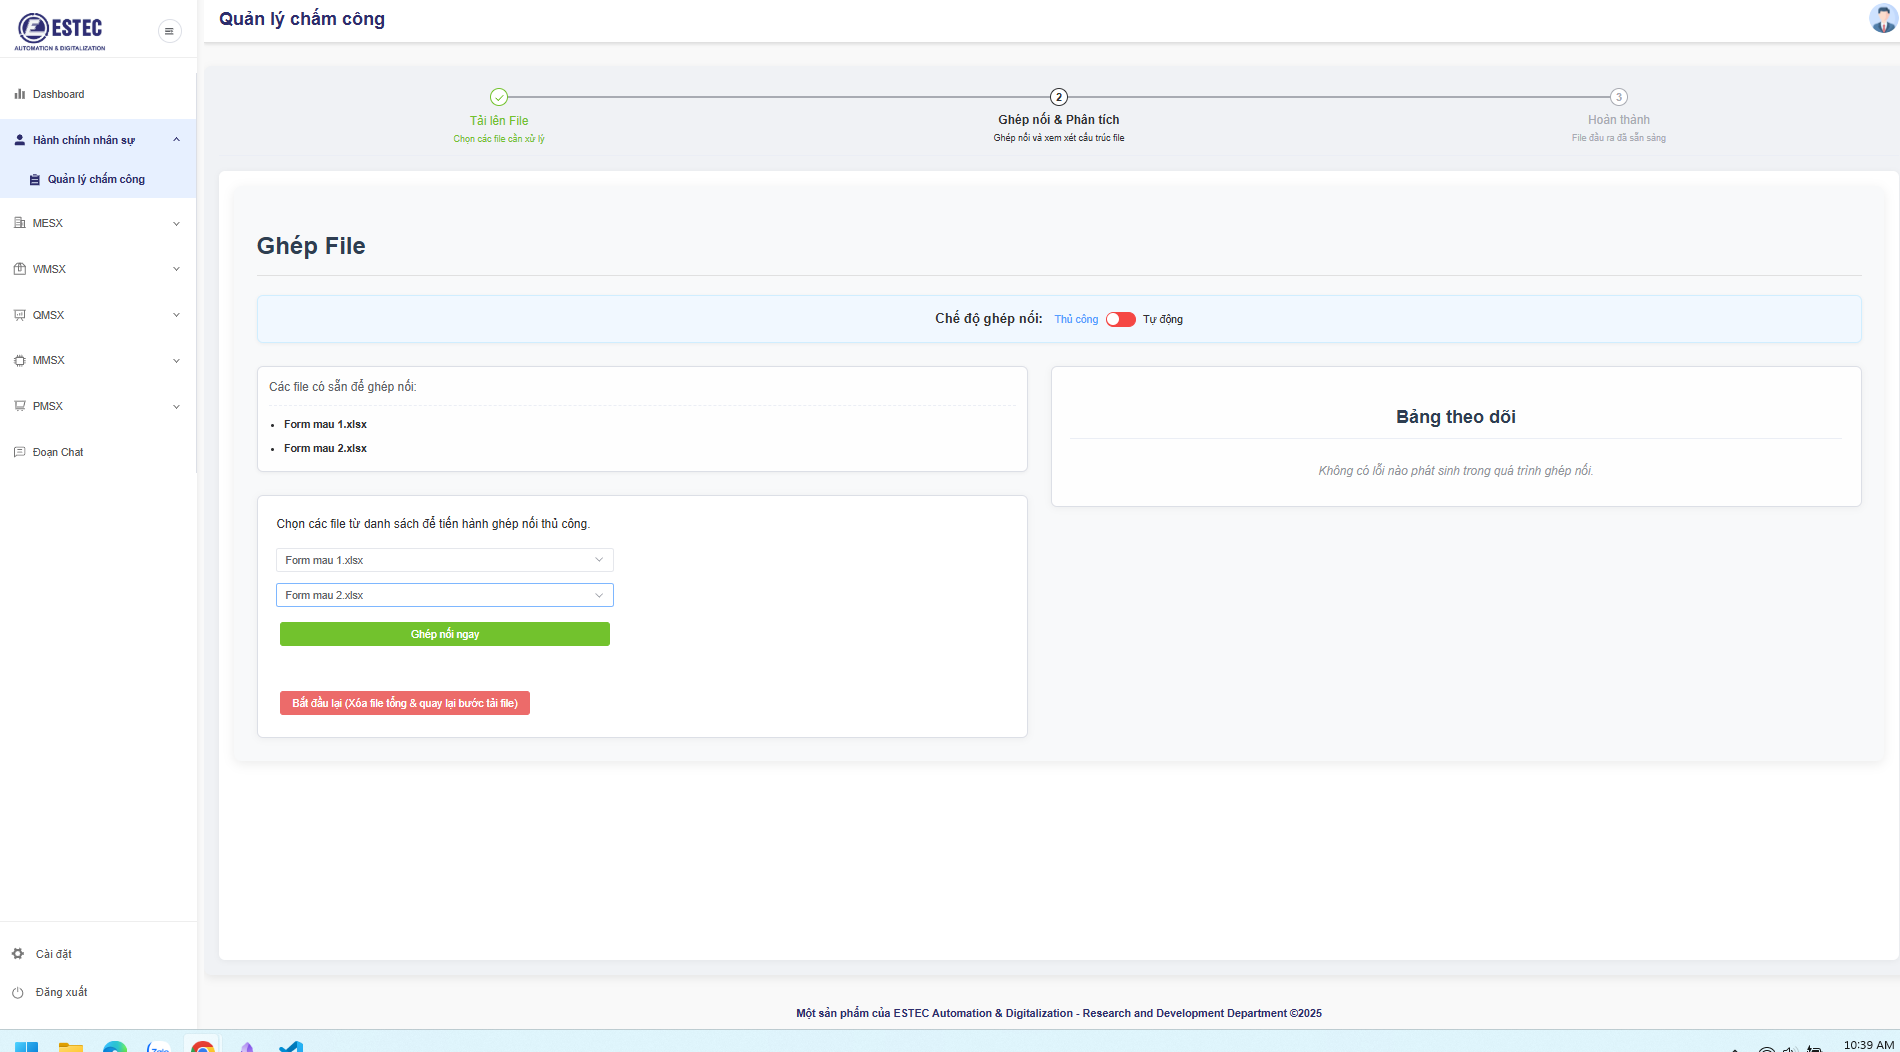 ESTEC
AUTOMATION & DIGITALIZATION
Quản lý chấm công
Dashboard
Hành chính nhân sự
Quản lý chấm công
MESX
WMSX
QMSX
MMSX
PMSX
Đoạn Chat
Cài đặt
Đăng xuất
Tải lên File
Chọn các file cần xử lý
2
Ghép nối & Phân tích
Ghép nối và xem xét cấu trúc file
3
Hoàn thành
File đầu ra đã sẵn sàng
Ghép File
Chế độ ghép nối: Thủ công Tự động
Các file có sẵn để ghép nối:
• Form mau 1.xlsx
• Form mau 2.xlsx
Chọn các file từ danh sách để tiến hành ghép nối thủ công.
Form mau 1.xlsx
Form mau 2.xlsx
Ghép nối ngay
Bắt đầu lại (Xóa file tổng & quay lại bước tải file)
Bảng theo dõi
Không có lỗi nào phát sinh trong quá trình ghép nối.
Một sản phẩm của ESTEC Automation & Digitalization - Research and Development Department ©2025
Zalo
10:39 AM